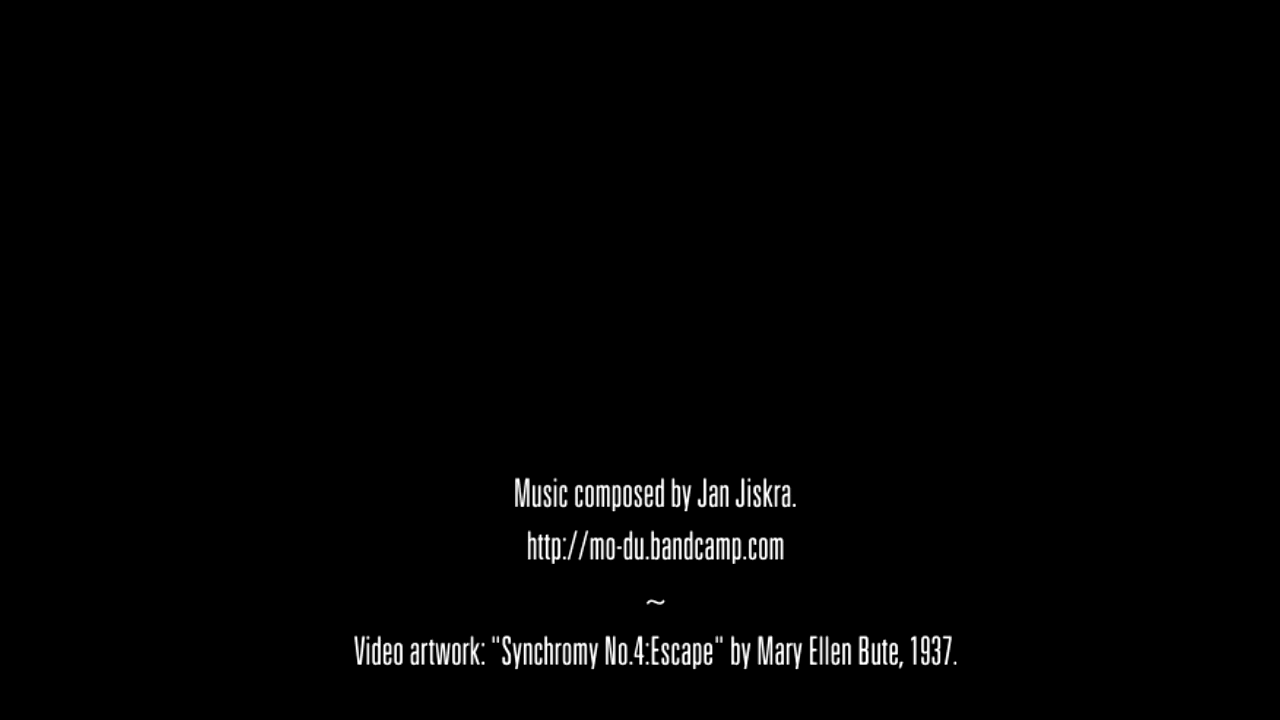 Music composed by Jan Jiskra.
http://mo-du.bandcamp.com
~
Video artwork: "Synchromy No.4:Escape" by Mary Ellen Bute, 1937.